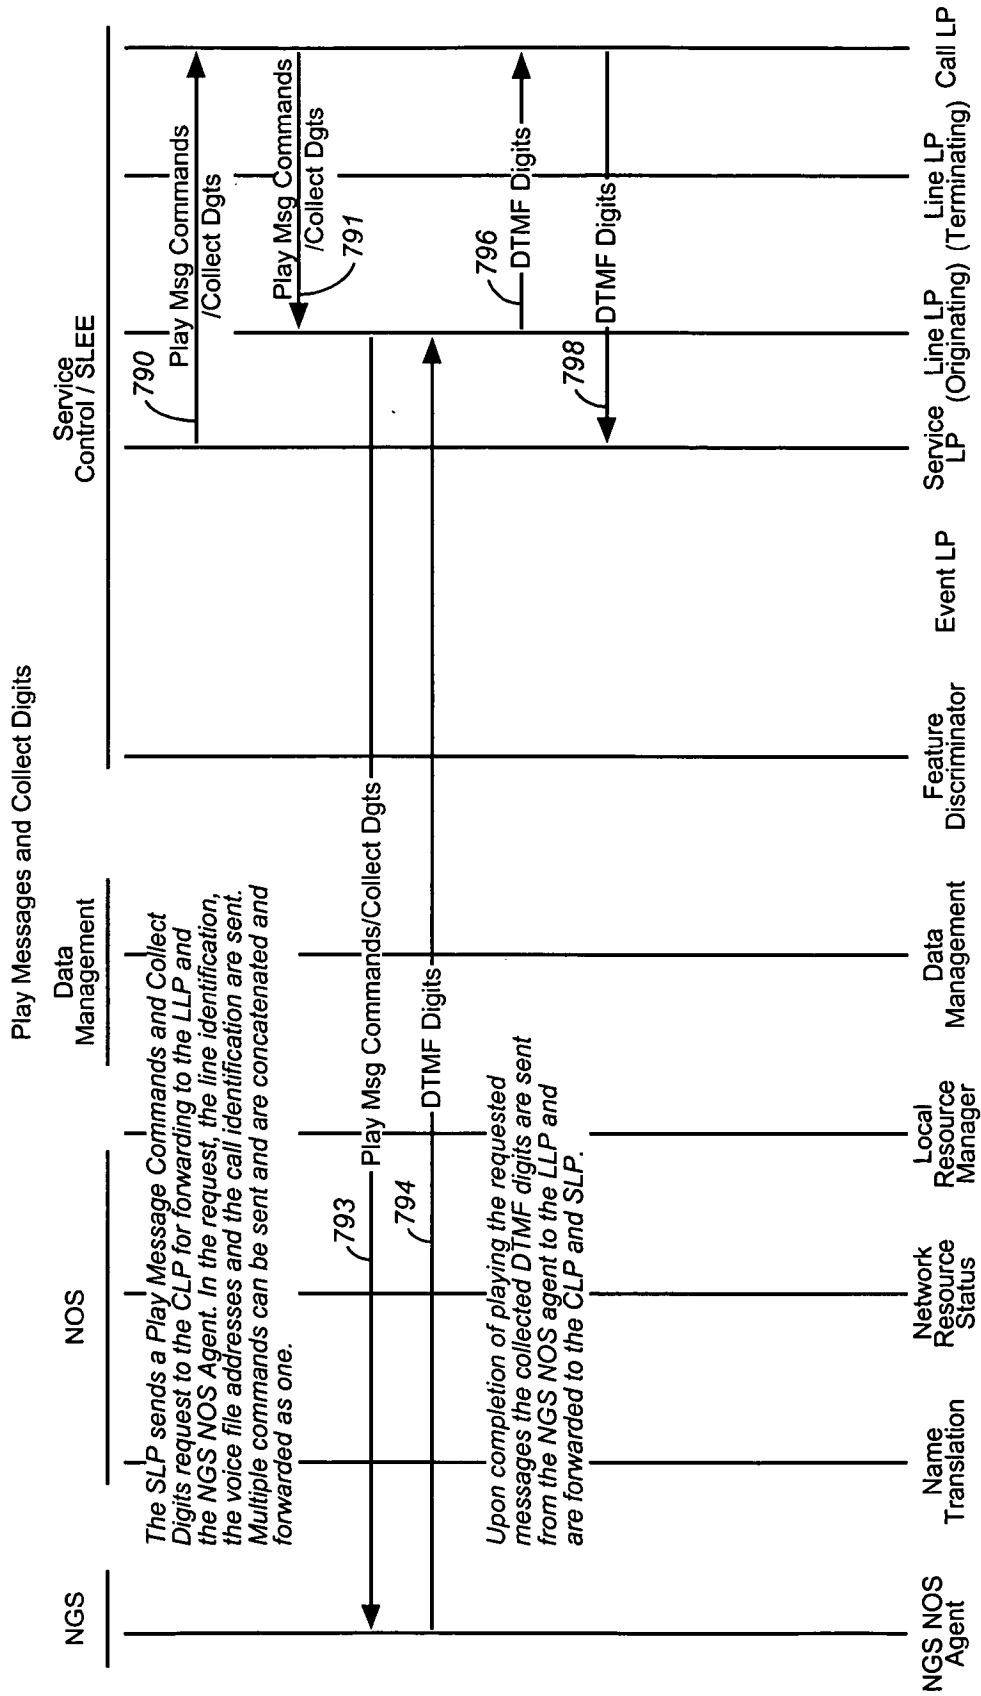 Play Messages and Collect Digits
NGS
NOS
Data
Management
Service
Control / SLEE
The SLP sends a Play Message Commands and Collect
Digits request to the CLP for forwarding to the LLP and
the NGS NOS Agent. In the request, the line identification,
the voice file addresses and the call identification are sent.
Multiple commands can be sent and are concatenated and
forwarded as one.
790
Play Msg Commands
/Collect Dgts
Play Msg Commands
/Collect Dgts
791
793
Play Msg Commands/Collect Dgts
794
DTMF Digits
Upon completion of playing the requested
messages the collected DTMF digits are sent
from the NGS NOS agent to the LLP and
are forwarded to the CLP and SLP.
796
DTMF Digits
798
DTMF Digits
NGS NOS
Agent
Name
Translation
Network
Resource
Status
Local
Resource
Manager
Data
Management
Feature
Discriminator
Event LP
Service
LP
Line LP
(Originating)
Line LP
(Terminating)
Call LP